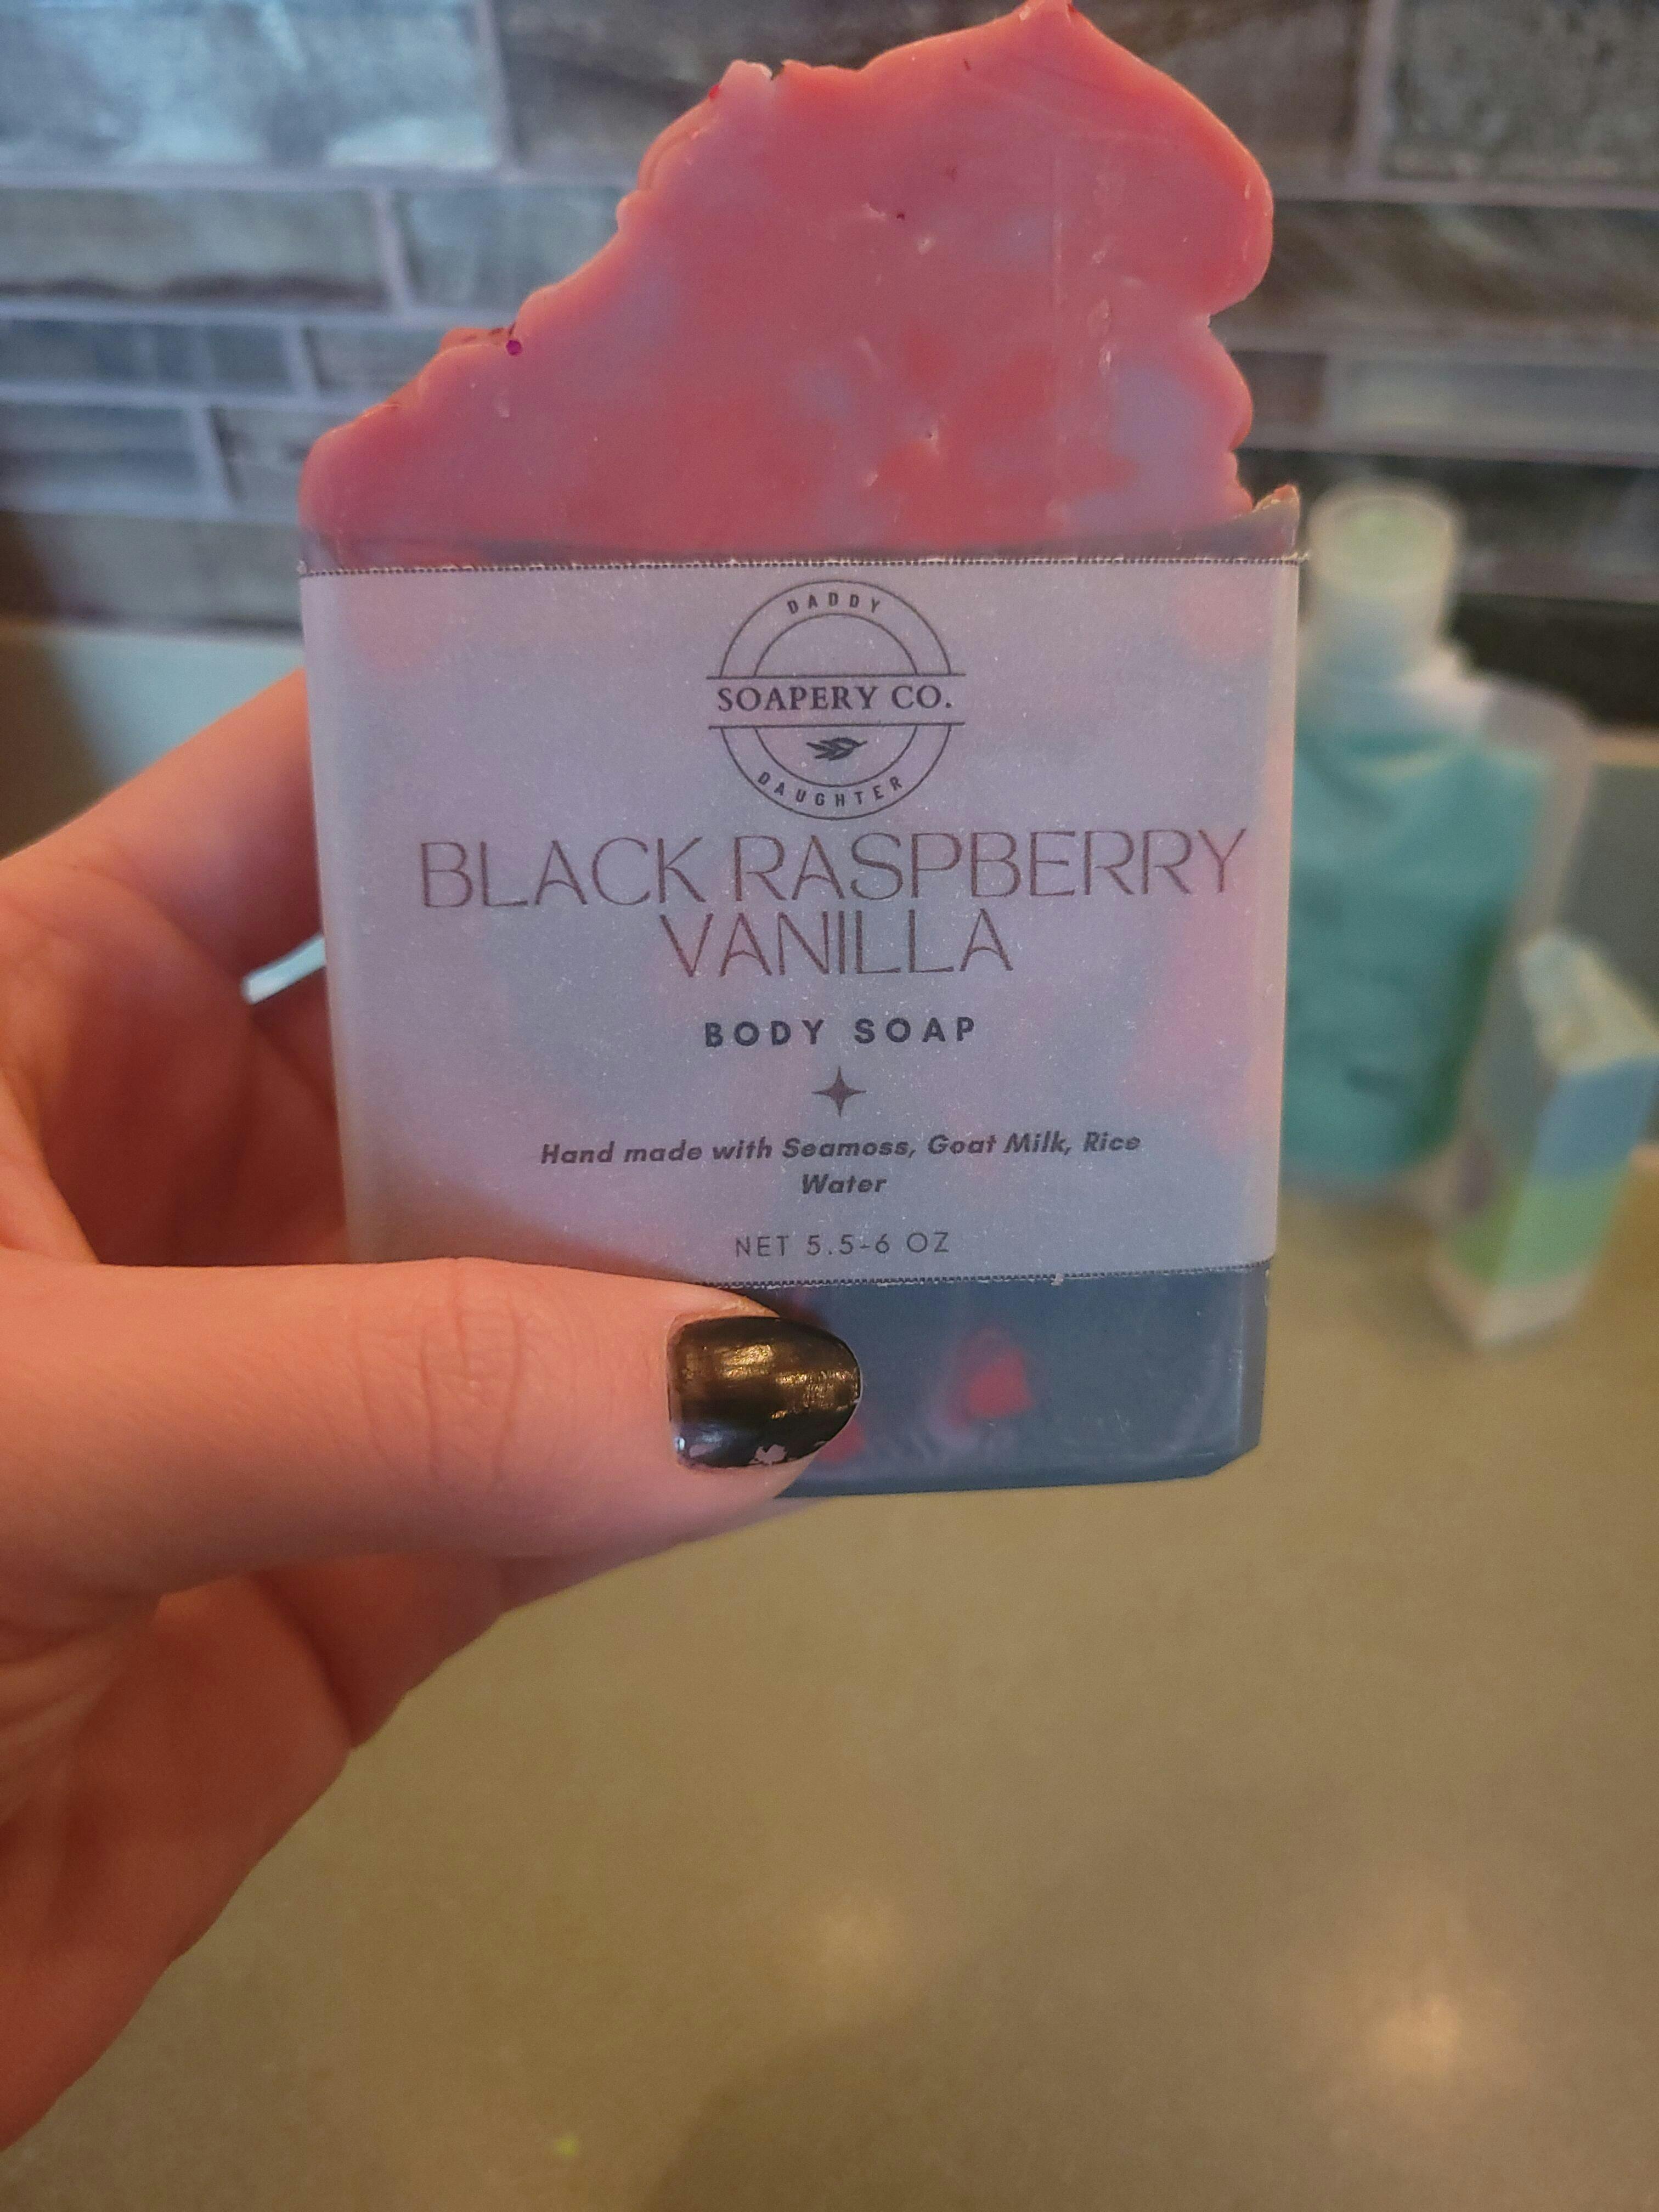 DADDY
SOAPERY CO.
DAUGHTER
BLACK RASPBERRY
VANILLA
BODY SOAP
Hand made with Seamoss, Goat Milk, Rice
Water
NET 5.5-6 OZ